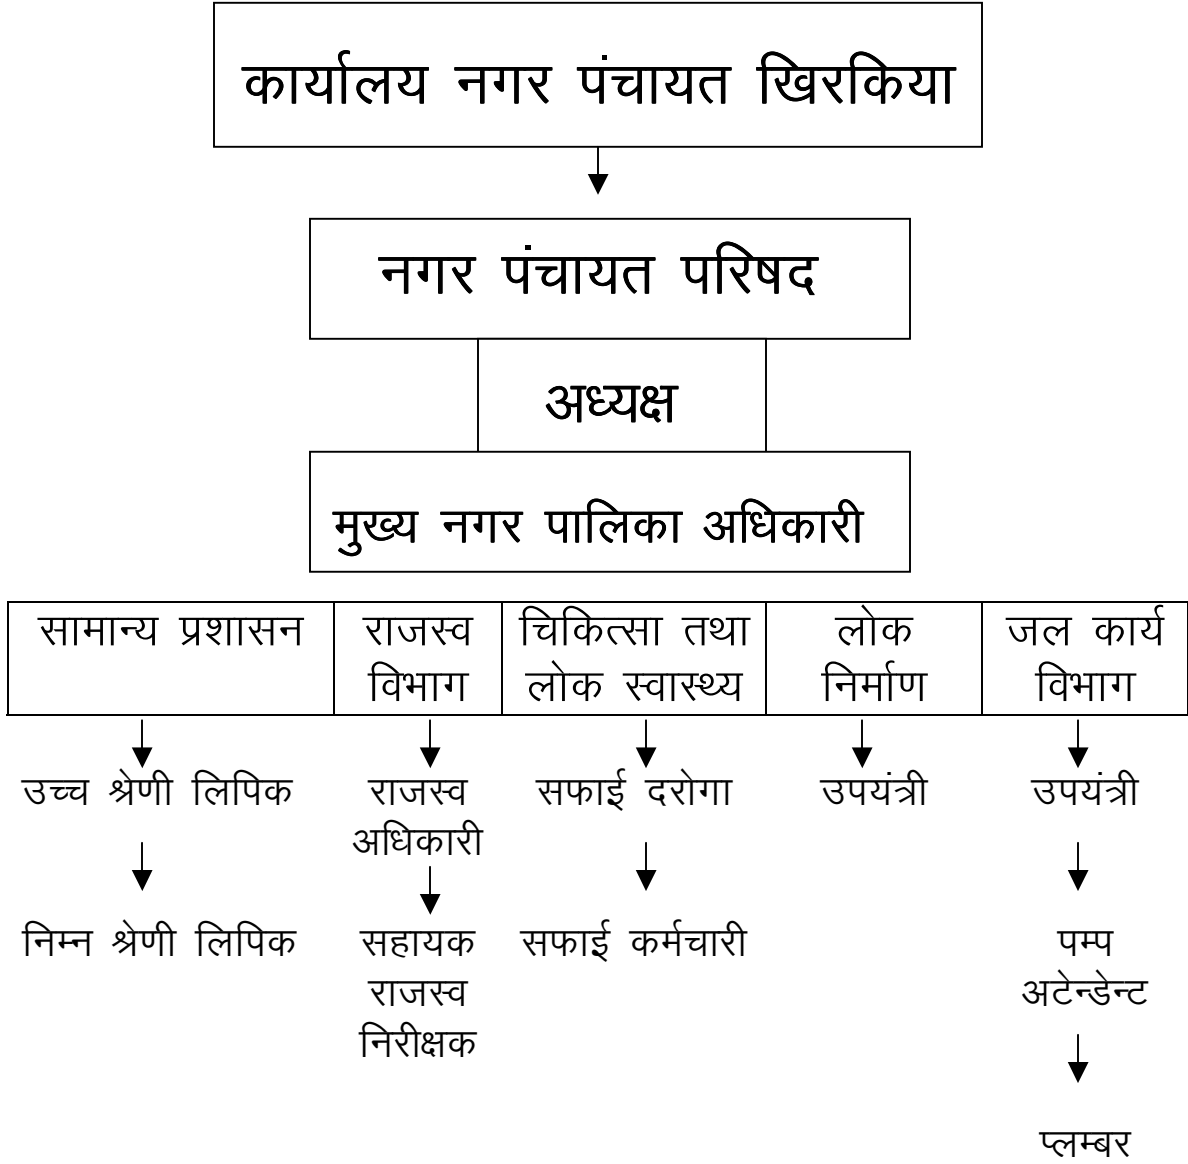 कार्यालय नगर पंचायत खिरकिया
नगर पंचायत परिषद
अध्यक्ष
मुख्य नगर पालिका अधिकारी
सामान्य प्रशासन
राजस्व
विभाग
चिकित्सा तथा
लोक स्वास्थ्य
लोक
निर्माण
जल कार्य
विभाग
उच्च श्रेणी लिपिक
निम्न श्रेणी लिपिक
राजस्व
अधिकारी
सहायक
राजस्व
निरीक्षक
सफाई दरोगा
सफाई कर्मचारी
उपयंत्री
उपयंत्री
पम्प
अटेन्डेन्ट
प्लम्बर